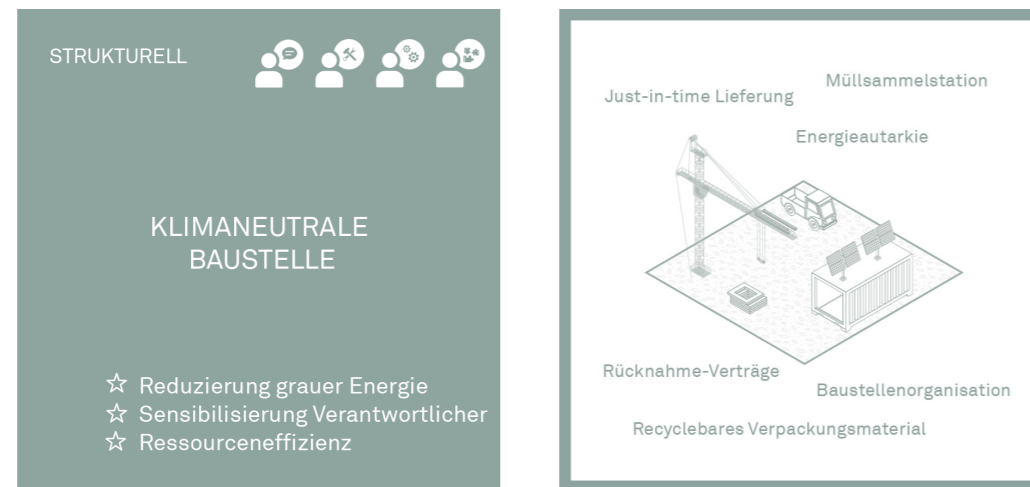 STRUKTURELL
KLIMANEUTRALE
BAUSTELLE
☆ Reduzierung grauer Energie
☆ Sensibilisierung Verantwortlicher
☆ Ressourceneffizienz
Müllsammelstation
Just-in-time Lieferung
Energieautarkie
Rücknahme-Verträge
Baustellenorganisation
Recyclebares Verpackungsmaterial